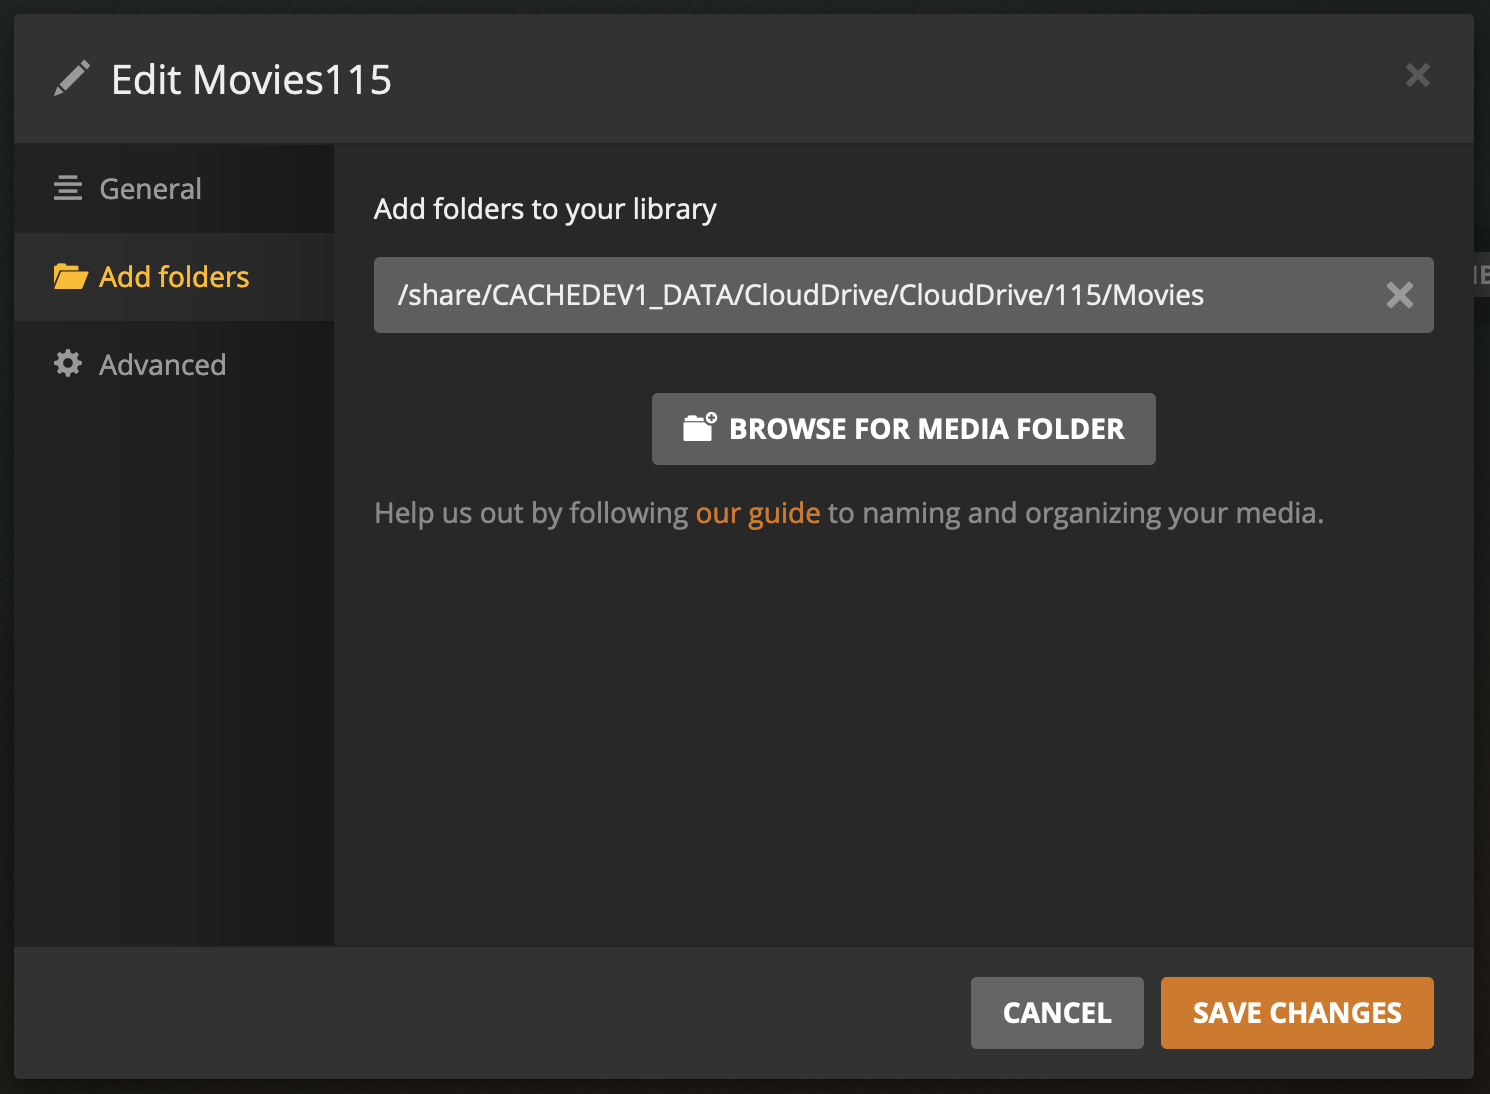 Edit Movies115
General
Add folders
Advanced
Add folders to your library
/share/CACHEDEV1_DATA/CloudDrive/CloudDrive/115/Movies
BROWSE FOR MEDIA FOLDER
Help us out by following our guide to naming and organizing your media.
CANCEL
SAVE CHANGES